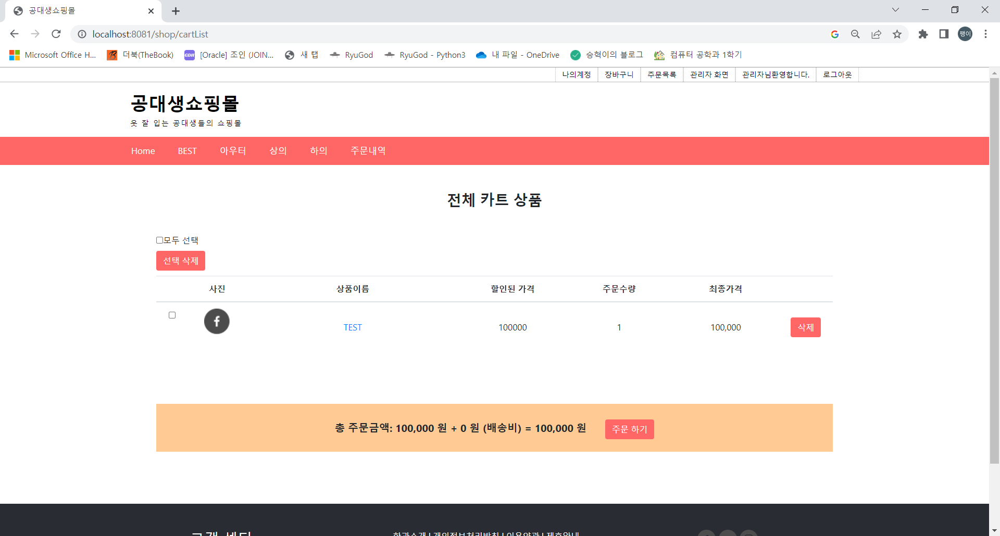 공대생쇼핑몰
localhost:8081/shop/cartList
팽이
Microsoft Office H... 더북(TheBook) GDH [Oracle] 조인 (JOIN... 새 탭 RyuGod RyuGod - Python3 내 파일 - OneDrive 승혁이의 블로그 컴퓨터 공학과 1학기
나의계정 장바구니 주문목록 관리자 화면 관리자님환영합니다. 로그아웃
공대생쇼핑몰
옷 잘 입는 공대생들의 쇼핑몰
Home BEST 아우터 상의 하의 주문내역
전체 카트 상품
모두 선택
선택 삭제
사진 상품이름 할인된 가격 주문수량 최종가격
TEST 100000 1 100,000 삭제
총 주문금액: 100,000 원 + 0 원 (배송비) = 100,000 원 주문 하기